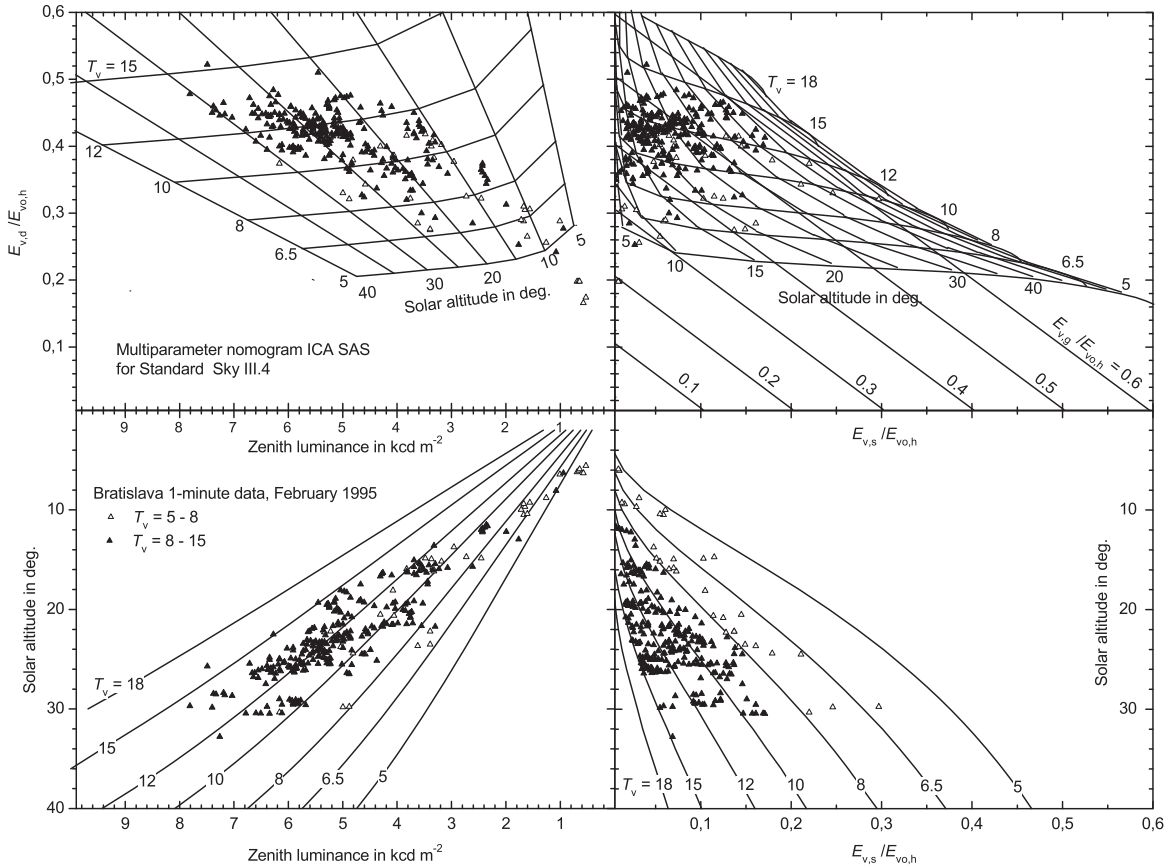 0,6
0,5
0,4
0,3
0,2
0,1
E_v,d /E_vo,h
T_v = 15
12
10
8
6.5
5
40
30
20
10
5
Solar altitude in deg.
Multiparameter nomogram ICA SAS
for Standard Sky III.4
T_v = 18
15
12
10
8
6.5
5
5
10
15
20
30
40
Solar altitude in deg.
E_v,g /E_vo,h = 0.6
0.1
0.2
0.3
0.4
0.5
9 8 7 6 5 4 3 2 1
Zenith luminance in kcd m⁻²
E_v,s /E_vo,h
Bratislava 1-minute data, February 1995
△ T_v = 5 - 8
▲ T_v = 8 - 15
Solar altitude in deg.
10
20
30
40
T_v = 18
15
12
10
8
6.5
5
9 8 7 6 5 4 3 2 1
Zenith luminance in kcd m⁻²
10
20
30
Solar altitude in deg.
T_v = 18 15 12 10 8 6.5 5
0,1 0,2 0,3 0,4 0,5 0,6
E_v,s /E_vo,h